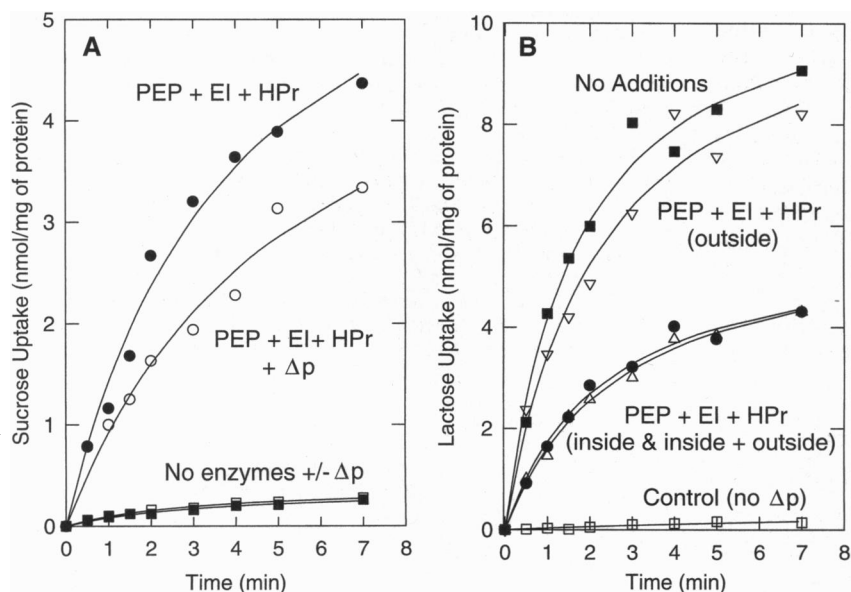 A
PEP + EI + HPr
PEP + EI+ HPr
+ Δp
No enzymes +/- Δp
Sucrose Uptake (nmol/mg of protein)
5
4
3
2
1
0
0 1 2 3 4 5 6 7 8
Time (min)
B
No Additions
PEP + EI + HPr
(outside)
PEP + EI + HPr
(inside & inside + outside)
Control (no Δp)
Lactose Uptake (nmol/mg of protein)
10
8
6
4
2
0
0 1 2 3 4 5 6 7 8
Time (min)